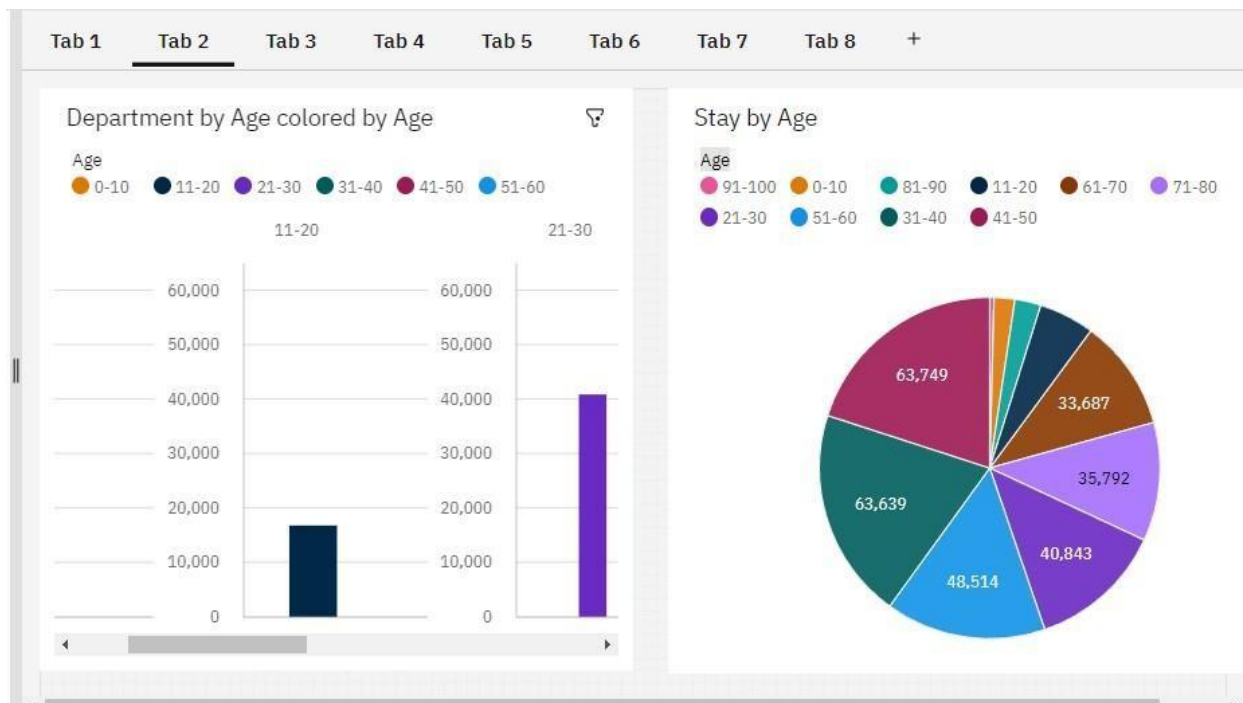 Tab 1 Tab 2 Tab 3 Tab 4 Tab 5 Tab 6 Tab 7 Tab 8 +
Department by Age colored by Age
Age
0-10 11-20 21-30 31-40 41-50 51-60
11-20 21-30
60,000 60,000
50,000 50,000
40,000 40,000
30,000 30,000
20,000 20,000
10,000 10,000
0 0
Stay by Age
Age
91-100 0-10 81-90 11-20 61-70 71-80
21-30 51-60 31-40 41-50
63,749
33,687
35,792
63,639
40,843
48,514